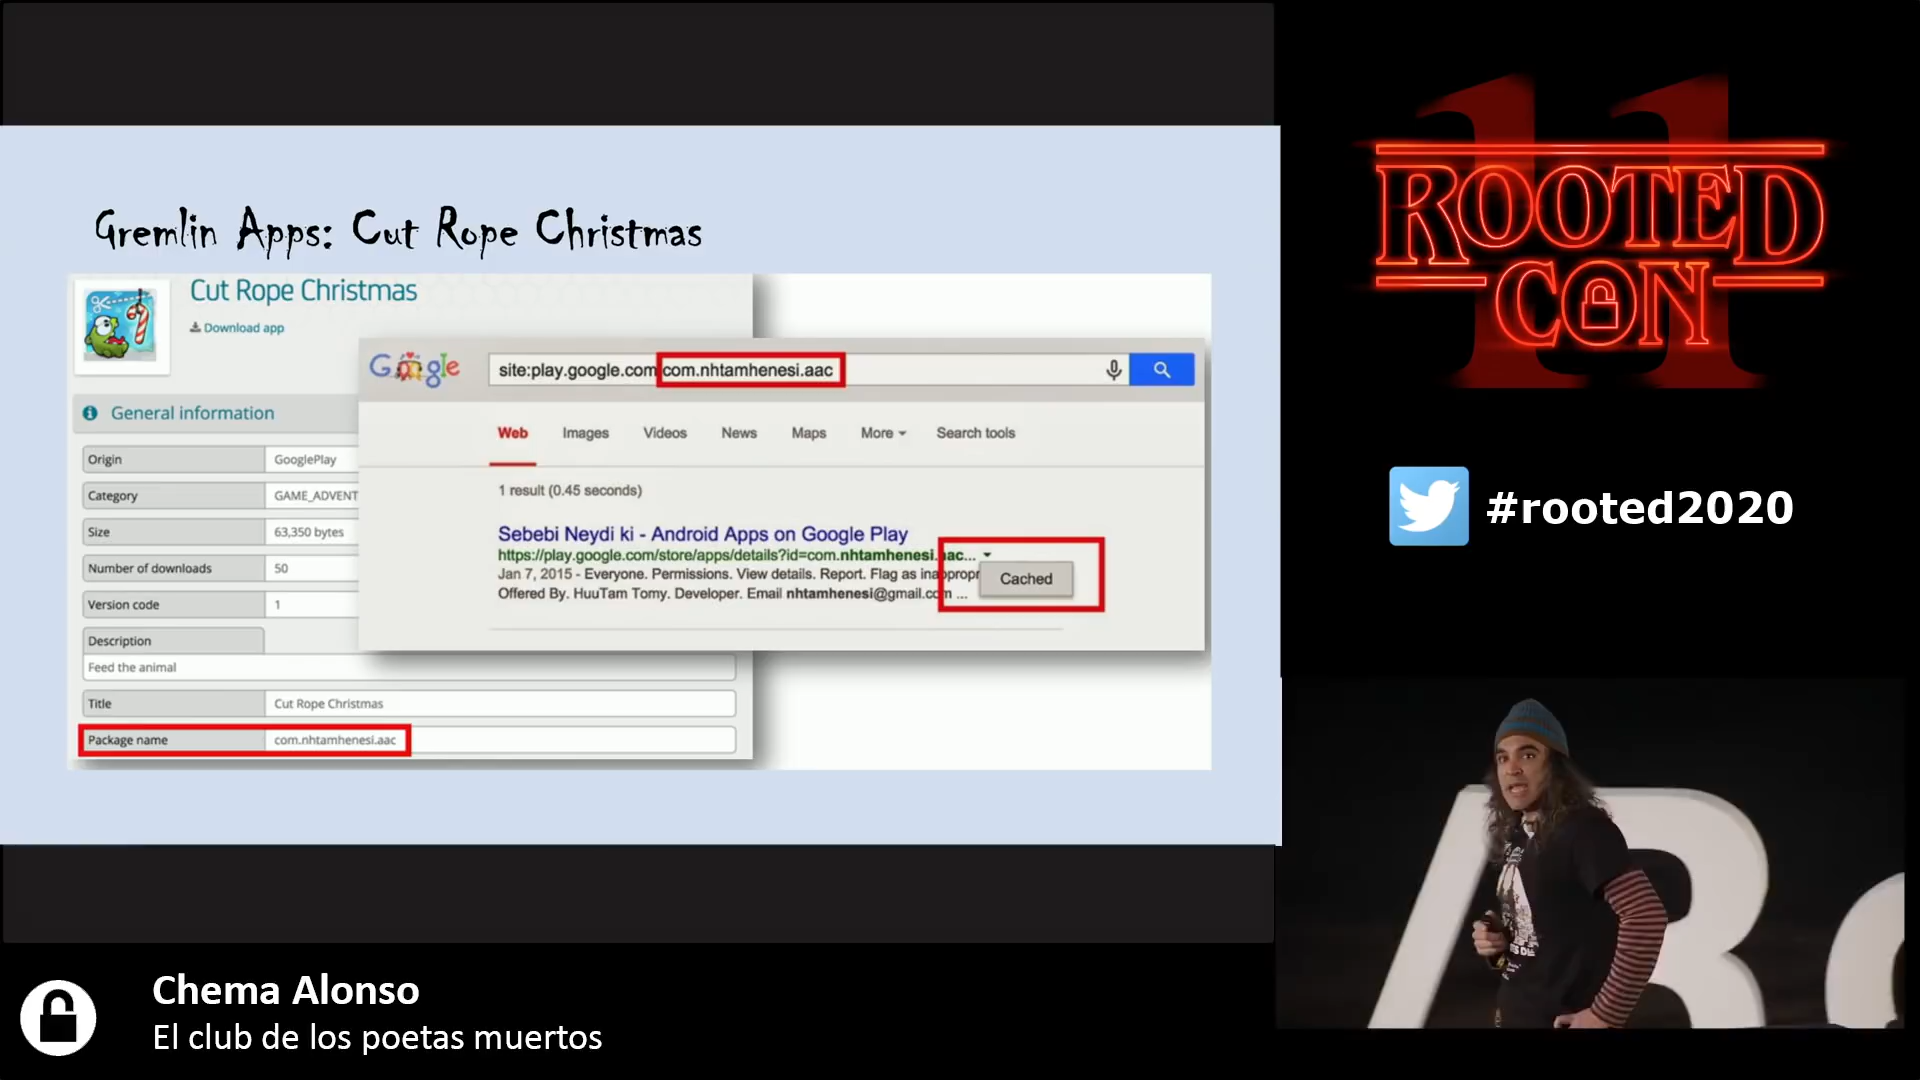 Gremlin Apps: Cut Rope Christmas
Cut Rope Christmas
Download app
General information
Origin GooglePlay
Category GAME_ADVENT
Size 63,350 bytes
Number of downloads 50
Version code 1
Description
Feed the animal
Title Cut Rope Christmas
Package name com.nhtamhenesi.aac
Google
site:play.google.com com.nhtamhenesi.aac
Web Images Videos News Maps More Search tools
1 result (0.45 seconds)
Sebebi Neydi ki - Android Apps on Google Play
https://play.google.com/store/apps/details?id=com.nhtamhenesi.aac...
Jan 7, 2015 - Everyone. Permissions. View details. Report. Flag as inappropr
Offered By. HuuTam Tomy. Developer. Email nhtamhenesi@gmail.com ...
Cached
11
ROOTED
CON
#rooted2020
R
Chema Alonso
El club de los poetas muertos